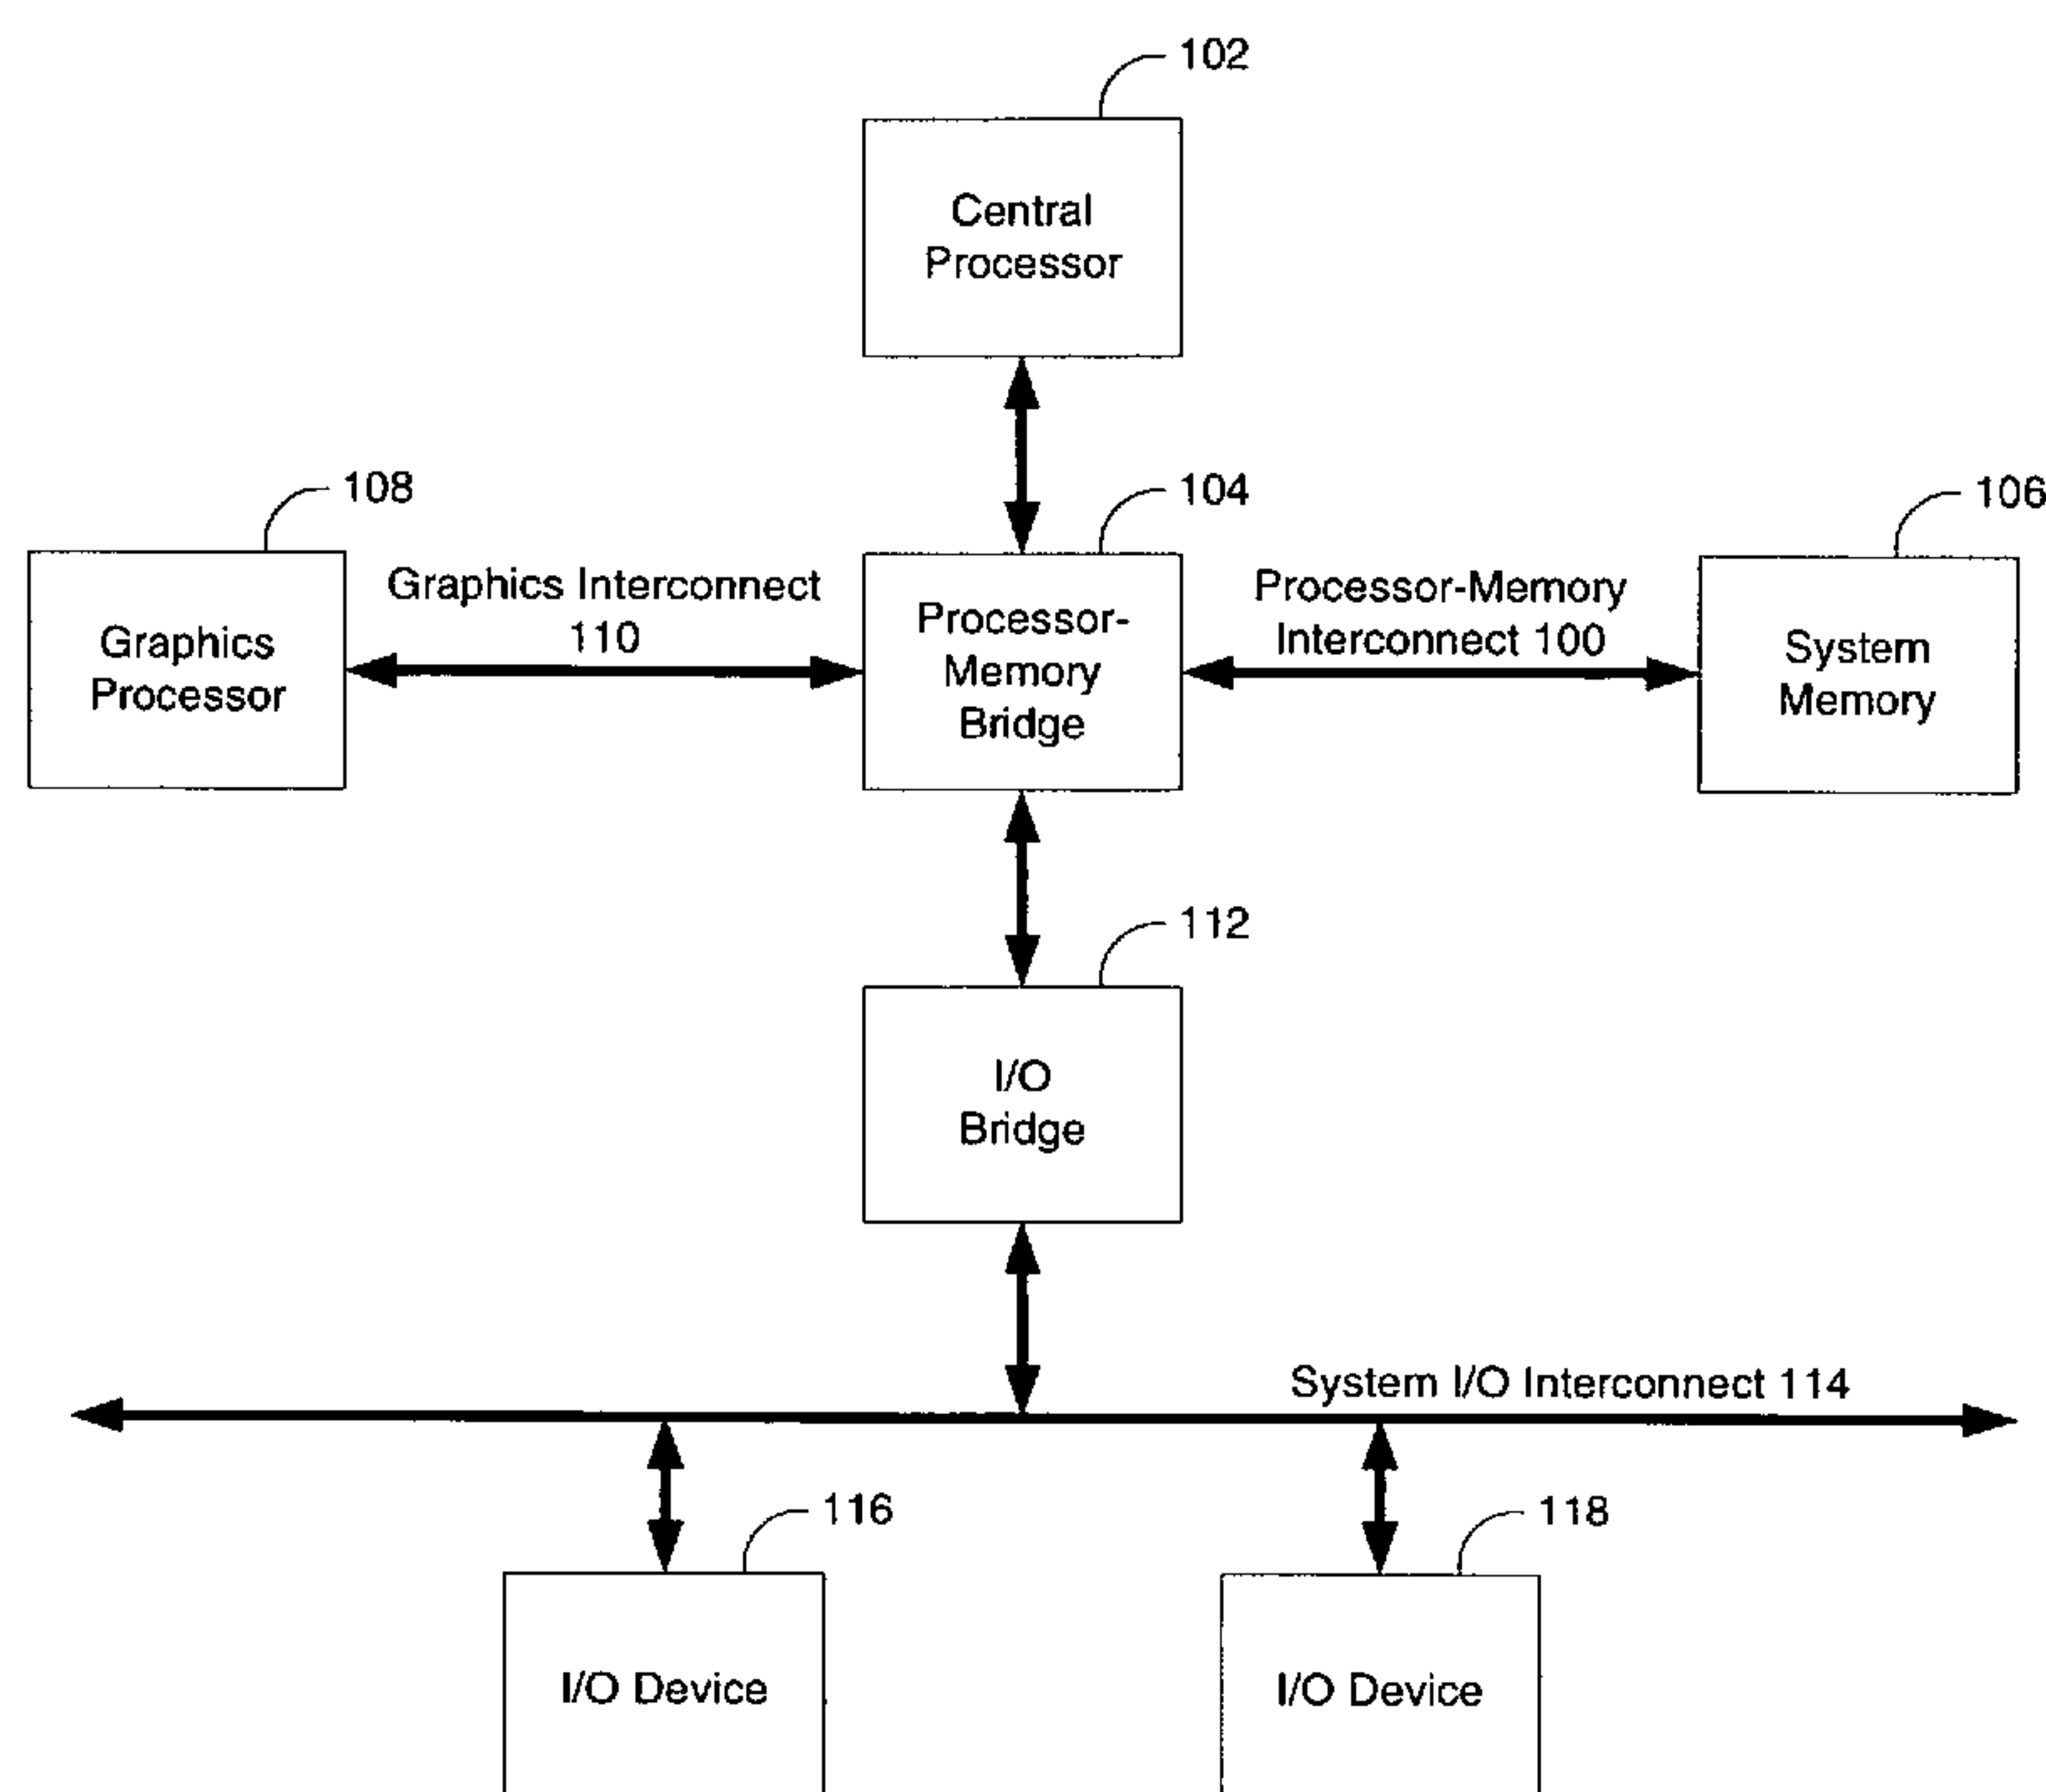 102
Central
Processor
108
104
106
Graphics
Processor
Graphics Interconnect
110
Processor-
Memory
Bridge
Processor-Memory
Interconnect 100
System
Memory
112
I/O
Bridge
System I/O Interconnect 114
116
118
I/O Device
I/O Device